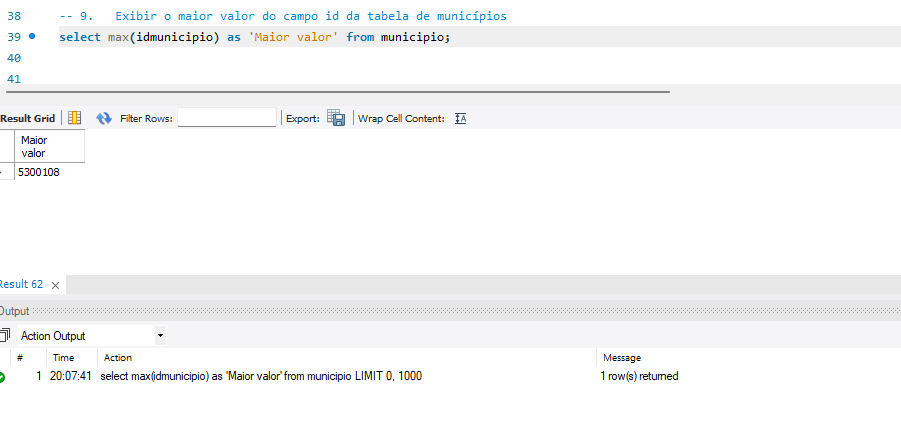 38 -- 9. Exibir o maior valor do campo id da tabela de municípios
39 select max(idmunicipio) as 'Maior valor' from municipio;
40
41
Result Grid Filter Rows: Export: Wrap Cell Content:
Maior
valor
5300108
Result 62 ×
Output
Action Output
# Time Action Message
1 20:07:41 select max(idmunicipio) as 'Maior valor' from municipio LIMIT 0, 1000 1 row(s) returned